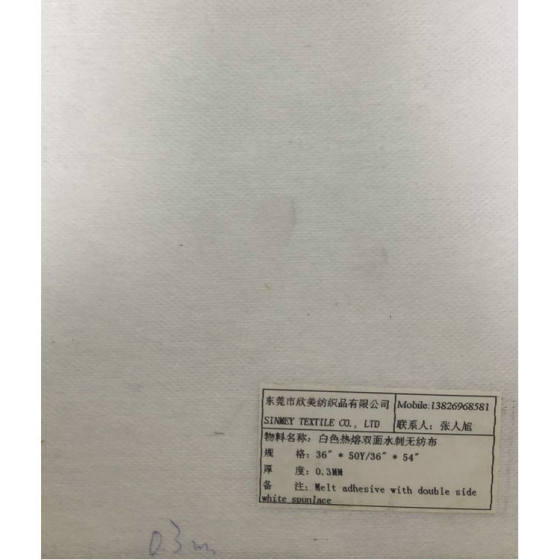 东莞市欣美纺织品有限公司 Mobile:13826968581
SINMEY TEXTILE CO., LTD 联系人：张人旭
物料名称：白色热熔双面水刺无纺布
规 格：36" * 50Y/36" * 54"
厚 度：0.3MM
备 注：Melt adhesive with double side
white spunlace
0.3 m